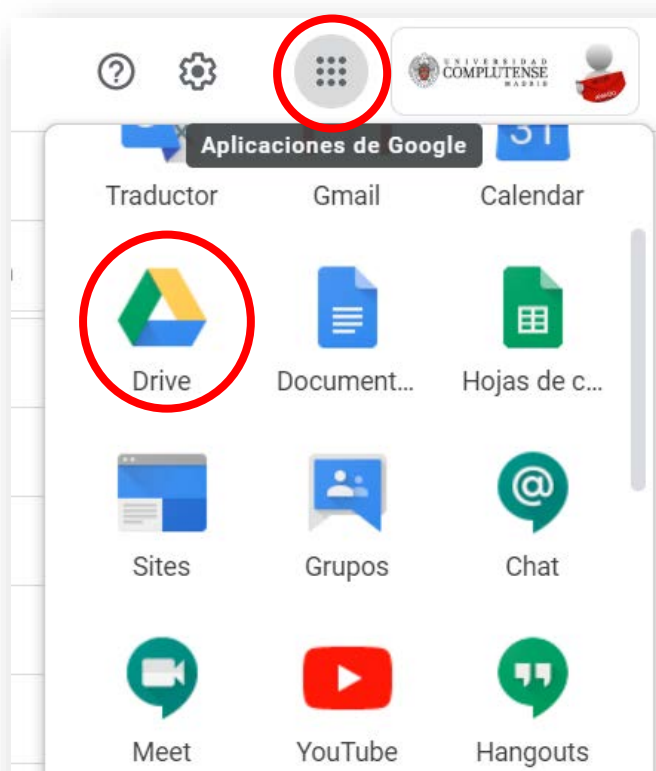 UNIVERSIDAD
COMPLUTENSE
MADRID
Aplicaciones de Google
31
Traductor
Gmail
Calendar
Drive
Document...
Hojas de c...
Sites
Grupos
@
Chat
Meet
YouTube
Hangouts